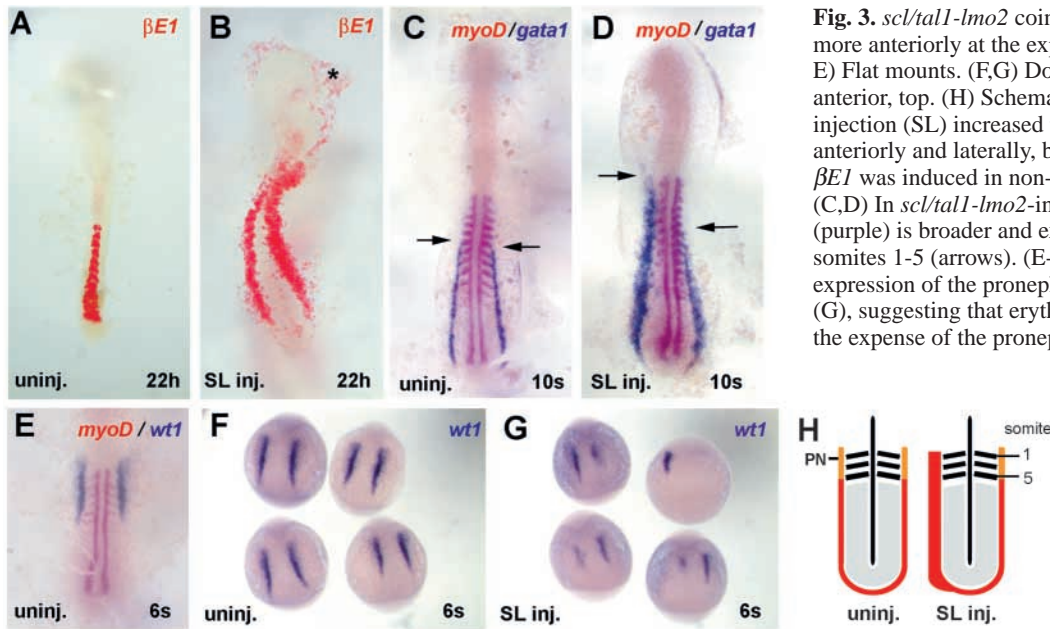 A
βE1
uninj.
22h
B
βE1
*
SL inj.
22h
C
myoD/gata1
uninj.
10s
D
myoD/gata1
SL inj.
10s
Fig. 3. scl/tal1-lmo2 coin
more anteriorly at the exp
E) Flat mounts. (F,G) Do
anterior, top. (H) Schema
injection (SL) increased
anteriorly and laterally, b
βE1 was induced in non-
(C,D) In scl/tal1-lmo2-in
(purple) is broader and e
somites 1-5 (arrows). (E-
expression of the pronep
(G), suggesting that eryth
the expense of the pronep
E
myoD / wt1
uninj.
6s
F
wt1
uninj.
G
wt1
SL inj.
6s
H
somite
PN
1
5
uninj.
SL inj.